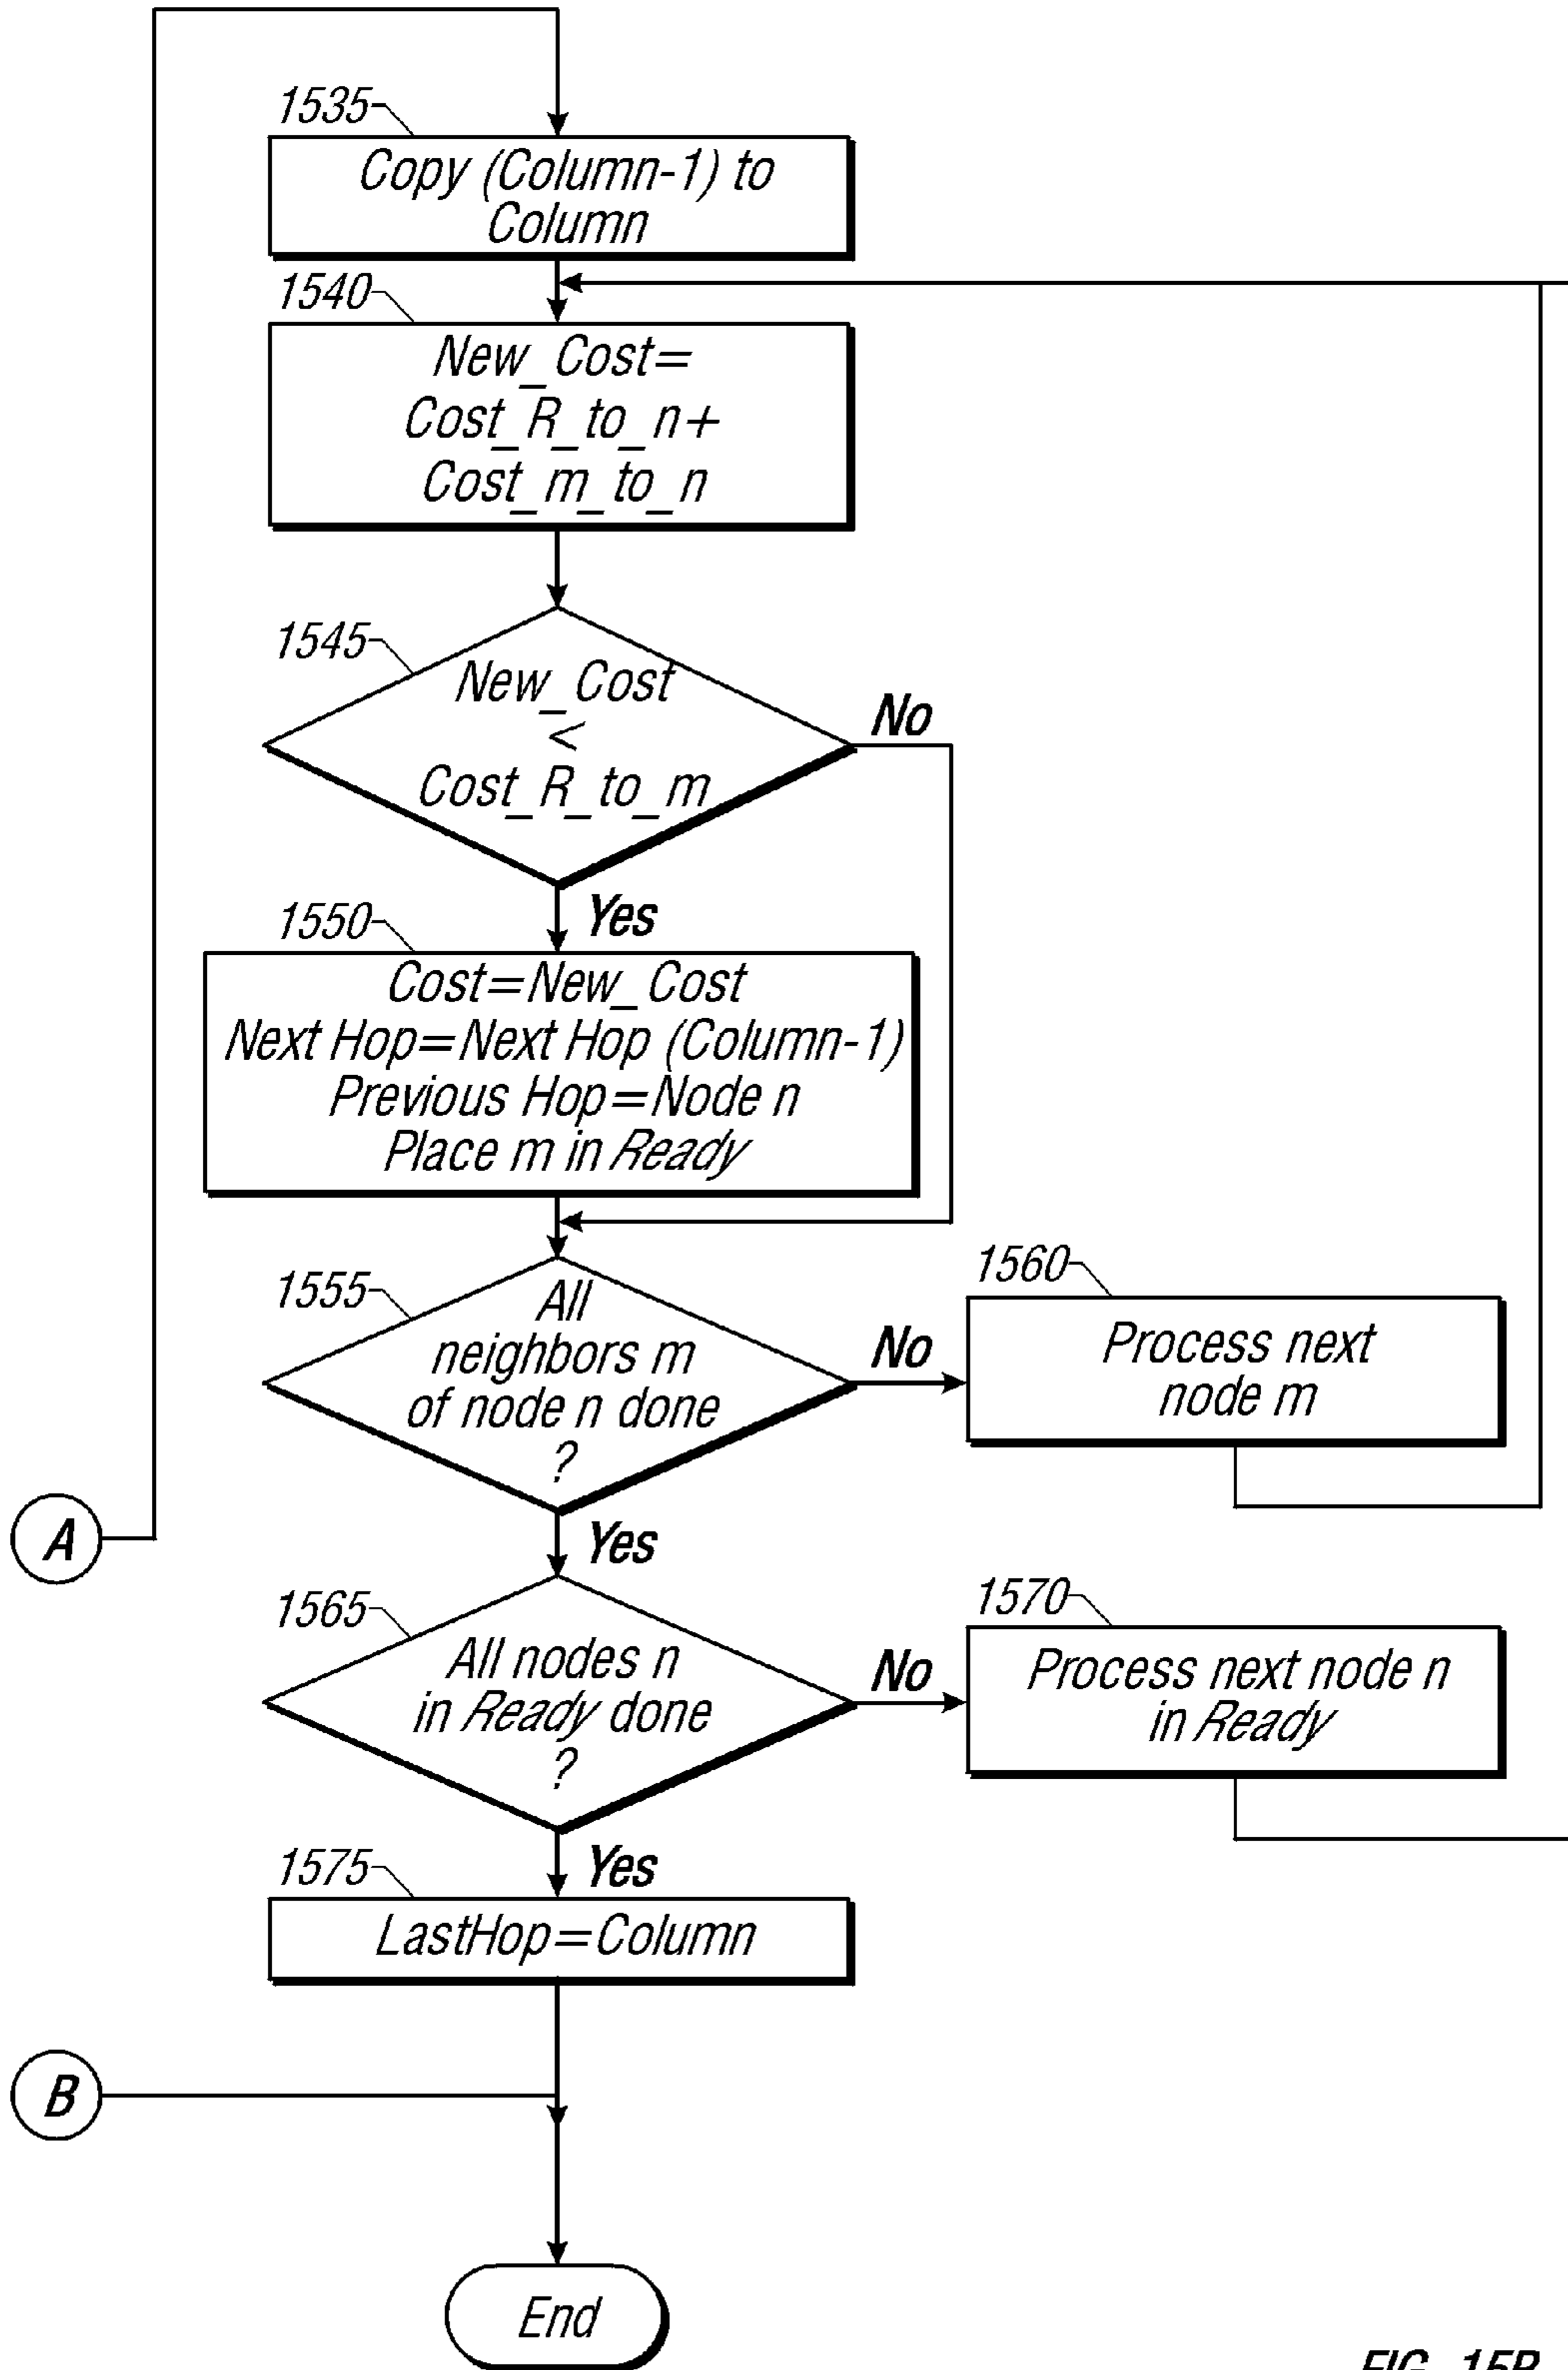 1535
Copy (Column-1) to
Column
1540
New_Cost=
Cost_R_to_n+
Cost_m_to_n
1545
New_Cost
<
Cost_R_to_m
No
Yes
1550
Cost=New_Cost
Next Hop=Next Hop (Column-1)
Previous Hop=Node n
Place m in Ready
1555
All
neighbors m
of node n done
?
No
1560
Process next
node m
A
Yes
1565
All nodes n
in Ready done
?
No
1570
Process next node n
in Ready
Yes
1575
LastHop=Column
B
End
FIG. 15B